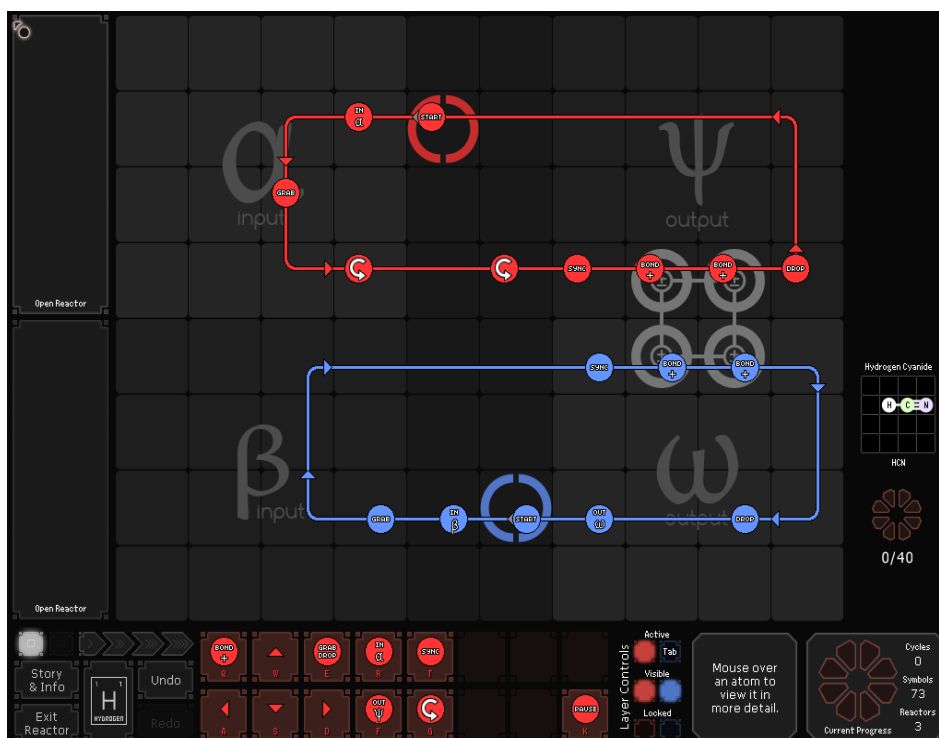 IN
α
START
α
input
ψ
output
GRAB
SYNC
BOND
+
BOND
+
DROP
Open Reactor
SYNC
BOND
+
BOND
+
Hydrogen Cyanide
H C N
HCN
β
input
ω
output
GRAB
IN
β
START
OUT
ω
DROP
0/40
Open Reactor
Story
& Info
Exit
Reactor
1 1
H
HYDROGEN
Undo
Redo
BOND
+
Q
W
GRAB
DROP
E
IN
α
R
SYNC
T
A
S
D
OUT
ψ
F
G
PAUSE
K
Layer Controls
Active
Tab
Visible
Locked
Mouse over
an atom to
view it in
more detail.
Cycles
0
Symbols
73
Reactors
3
Current Progress